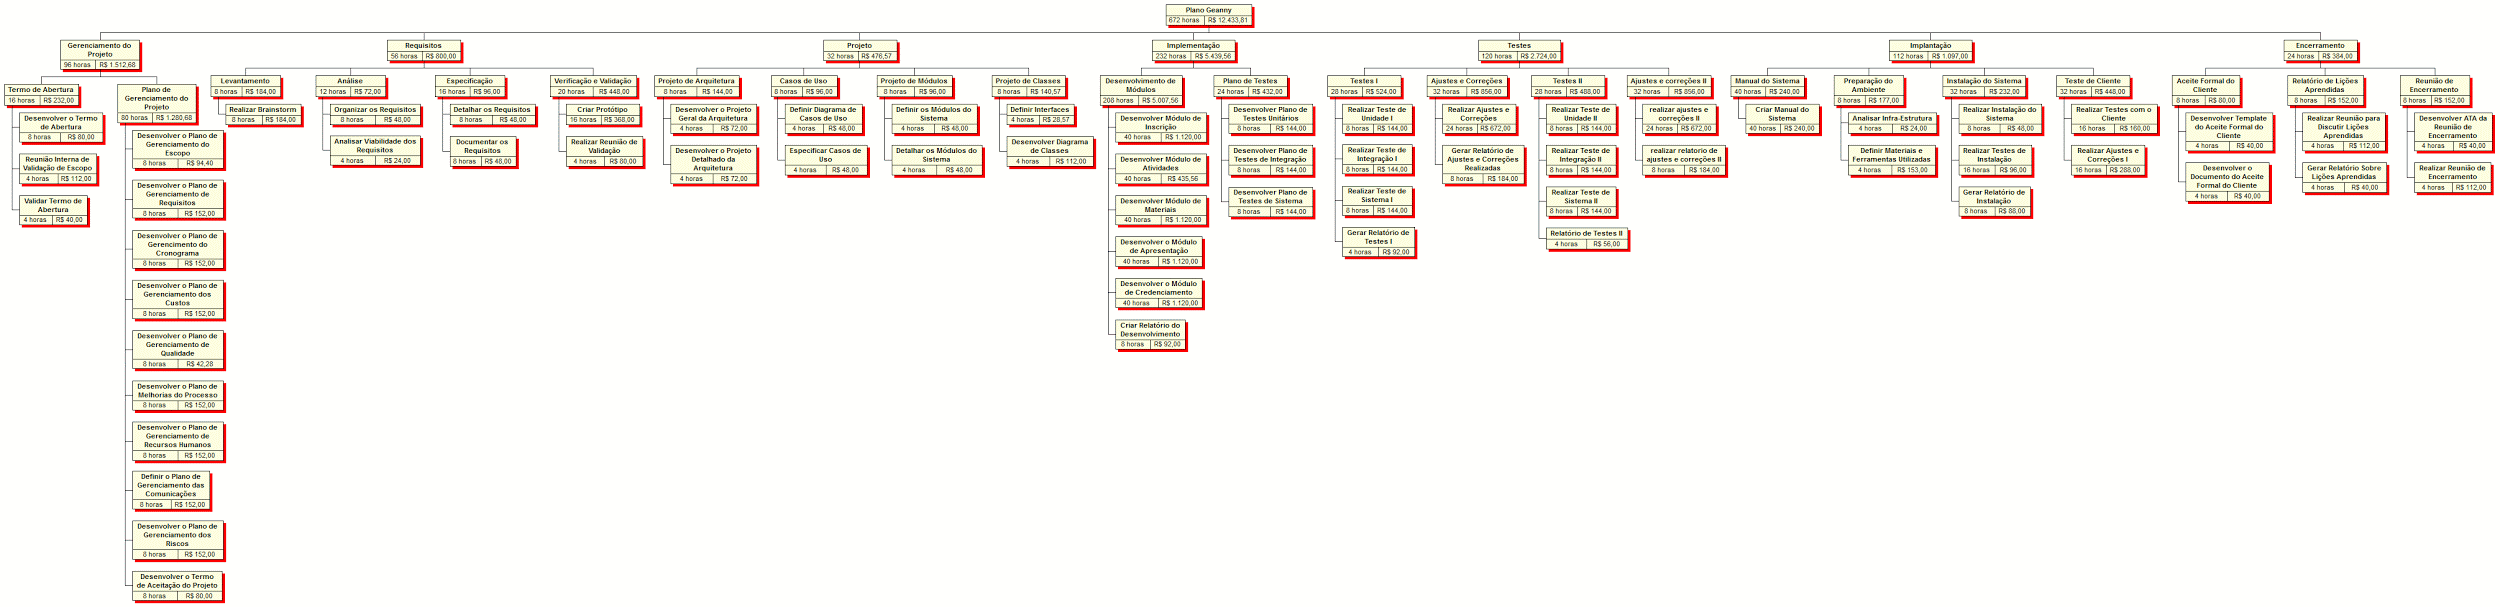 Plano Geanny
672 horas R$ 12.433,81
Gerenciamento do
Projeto
96 horas R$ 1.512,68
Termo de Abertura
16 horas R$ 232,00
Desenvolver o Termo
de Abertura
8 horas R$ 80,00
Reunião Interna de
Validação de Escopo
4 horas R$ 112,00
Validar Termo de
Abertura
4 horas R$ 40,00
Plano de
Gerenciamento do
Projeto
80 horas R$ 1.280,68
Desenvolver o Plano de
Gerenciamento do
Escopo
8 horas R$ 94,40
Desenvolver o Plano de
Gerenciamento de
Requisitos
8 horas R$ 152,00
Desenvolver o Plano de
Gerencimento do
Cronograma
8 horas R$ 152,00
Desenvolver o Plano de
Gerenciamento dos
Custos
8 horas R$ 152,00
Desenvolver o Plano de
Gerenciamento de
Qualidade
8 horas R$ 42,28
Desenvolver o Plano de
Melhorias do Processo
8 horas R$ 152,00
Desenvolver o Plano de
Gerenciamento de
Recursos Humanos
8 horas R$ 152,00
Definir o Plano de
Gerenciamento das
Comunicações
8 horas R$ 152,00
Desenvolver o Plano de
Gerenciamento dos
Riscos
8 horas R$ 152,00
Desenvolver o Termo
de Aceitação do Projeto
8 horas R$ 80,00
Requisitos
56 horas R$ 800,00
Levantamento
8 horas R$ 184,00
Realizar Brainstorm
8 horas R$ 184,00
Análise
12 horas R$ 72,00
Organizar os Requisitos
8 horas R$ 48,00
Analisar Viabilidade dos
Requisitos
4 horas R$ 24,00
Especificação
16 horas R$ 96,00
Detalhar os Requisitos
8 horas R$ 48,00
Documentar os
Requisitos
8 horas R$ 48,00
Verificação e Validação
20 horas R$ 448,00
Criar Protótipo
16 horas R$ 368,00
Realizar Reunião de
Validação
4 horas R$ 80,00
Projeto
32 horas R$ 476,57
Projeto de Arquitetura
8 horas R$ 144,00
Desenvolver o Projeto
Geral da Arquitetura
4 horas R$ 72,00
Desenvolver o Projeto
Detalhado da
Arquitetura
4 horas R$ 72,00
Casos de Uso
8 horas R$ 96,00
Definir Diagrama de
Casos de Uso
4 horas R$ 48,00
Especificar Casos de
Uso
4 horas R$ 48,00
Projeto de Módulos
8 horas R$ 96,00
Definir os Módulos do
Sistema
4 horas R$ 48,00
Detalhar os Módulos do
Sistema
4 horas R$ 48,00
Projeto de Classes
8 horas R$ 140,57
Definir Interfaces
4 horas R$ 28,57
Desenvolver Diagrama
de Classes
4 horas R$ 112,00
Implementação
232 horas R$ 5.439,56
Desenvolvimento de
Módulos
208 horas R$ 5.007,56
Desenvolver Módulo de
Inscrição
40 horas R$ 1.120,00
Desenvolver Módulo de
Atividades
40 horas R$ 435,56
Desenvolver Módulo de
Materiais
40 horas R$ 1.120,00
Desenvolver o Módulo
de Apresentação
40 horas R$ 1.120,00
Desenvolver o Módulo
de Credenciamento
40 horas R$ 1.120,00
Criar Relatório do
Desenvolvimento
8 horas R$ 92,00
Plano de Testes
24 horas R$ 432,00
Desenvolver Plano de
Testes Unitários
8 horas R$ 144,00
Desenvolver Plano de
Testes de Integração
8 horas R$ 144,00
Desenvolver Plano de
Testes de Sistema
8 horas R$ 144,00
Testes
120 horas R$ 2.724,00
Testes I
28 horas R$ 524,00
Realizar Teste de
Unidade I
8 horas R$ 144,00
Realizar Teste de
Integração I
8 horas R$ 144,00
Realizar Teste de
Sistema I
8 horas R$ 144,00
Gerar Relatório de
Testes I
4 horas R$ 92,00
Ajustes e Correções
32 horas R$ 856,00
Realizar Ajustes e
Correções
24 horas R$ 672,00
Gerar Relatório de
Ajustes e Correções
Realizadas
8 horas R$ 184,00
Testes II
28 horas R$ 488,00
Realizar Teste de
Unidade II
8 horas R$ 144,00
Realizar Teste de
Integração II
8 horas R$ 144,00
Realizar Teste de
Sistema II
8 horas R$ 144,00
Relatório de Testes II
4 horas R$ 56,00
Ajustes e correções II
32 horas R$ 856,00
realizar ajustes e
correções II
24 horas R$ 672,00
realizar relatorio de
ajustes e correções II
8 horas R$ 184,00
Implantação
112 horas R$ 1.097,00
Manual do Sistema
40 horas R$ 240,00
Criar Manual do
Sistema
40 horas R$ 240,00
Preparação do
Ambiente
8 horas R$ 177,00
Analisar Infra-Estrutura
4 horas R$ 24,00
Definir Materiais e
Ferramentas Utilizadas
4 horas R$ 153,00
Instalação do Sistema
32 horas R$ 232,00
Realizar Instalação do
Sistema
8 horas R$ 48,00
Realizar Testes de
Instalação
16 horas R$ 96,00
Gerar Relatório de
Instalação
8 horas R$ 88,00
Teste de Cliente
32 horas R$ 448,00
Realizar Testes com o
Cliente
16 horas R$ 160,00
Realizar Ajustes e
Correções I
16 horas R$ 288,00
Encerramento
24 horas R$ 384,00
Aceite Formal do
Cliente
8 horas R$ 80,00
Desenvolver Template
do Aceite Formal do
Cliente
4 horas R$ 40,00
Desenvolver o
Documento do Aceite
Formal do Cliente
4 horas R$ 40,00
Relatório de Lições
Aprendidas
8 horas R$ 152,00
Realizar Reunião para
Discutir Lições
Aprendidas
4 horas R$ 112,00
Gerar Relatório Sobre
Lições Aprendidas
4 horas R$ 40,00
Reunião de
Encerramento
8 horas R$ 152,00
Desenvolver ATA da
Reunião de
Encerramento
4 horas R$ 40,00
Realizar Reunião de
Encerramento
4 horas R$ 112,00